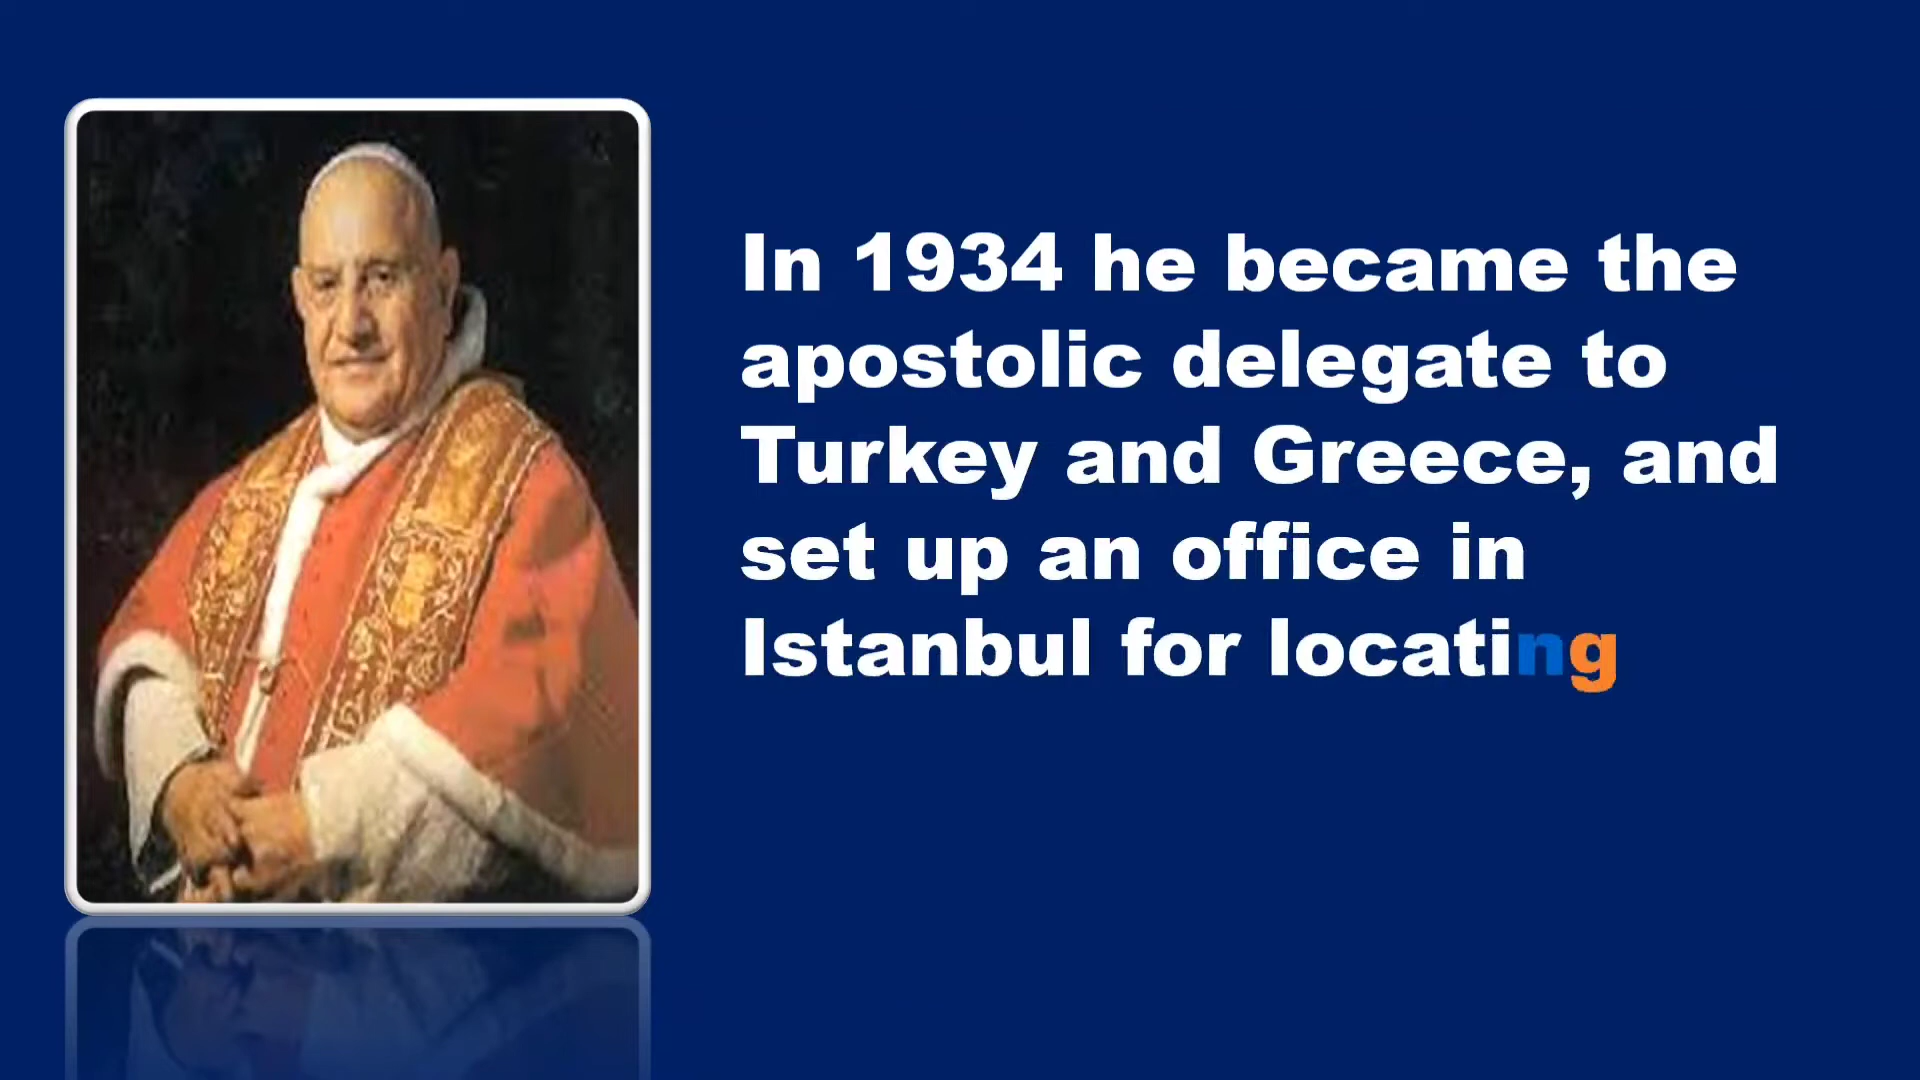 In 1934 he became the
apostolic delegate to
Turkey and Greece, and
set up an office in
Istanbul for locating